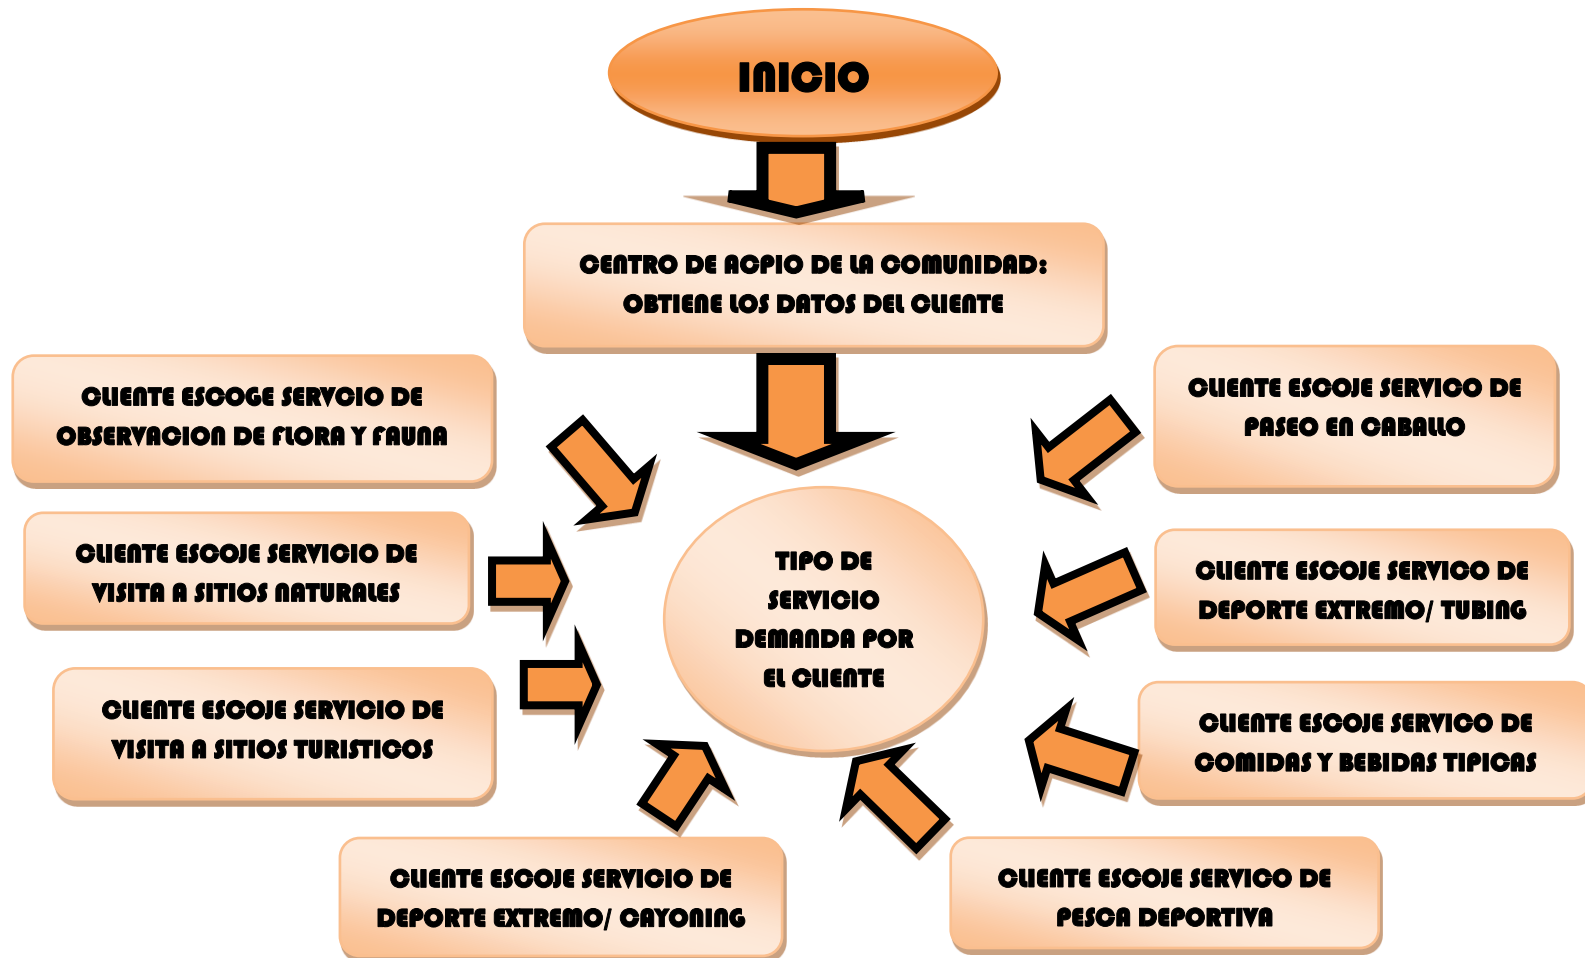 INICIO
CENTRO DE ACPIO DE LA COMUNIDAD:
OBTIENE LOS DATOS DEL CLIENTE
CLIENTE ESCOGE SERVCIO DE
OBSERVACION DE FLORA Y FAUNA
CLIENTE ESCOJE SERVICO DE
PASEO EN CABALLO
CLIENTE ESCOJE SERVICIO DE
VISITA A SITIOS NATURALES
TIPO DE
SERVICIO
DEMANDA POR
EL CLIENTE
CLIENTE ESCOJE SERVICO DE
DEPORTE EXTREMO/ TUBING
CLIENTE ESCOJE SERVICIO DE
VISITA A SITIOS TURISTICOS
CLIENTE ESCOJE SERVICO DE
COMIDAS Y BEBIDAS TIPICAS
CLIENTE ESCOJE SERVICIO DE
DEPORTE EXTREMO/ CAYONING
CLIENTE ESCOJE SERVICO DE
PESCA DEPORTIVA